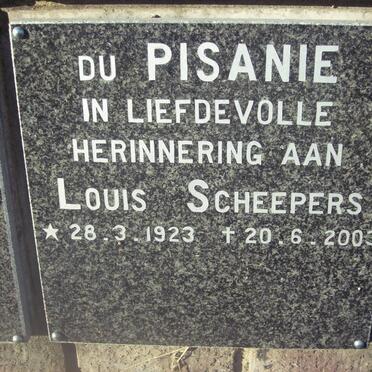 DU PISANIE
IN LIEFDEVOLLE
HERINNERING AAN
LOUIS SCHEEPERS
★ 28.3.1923 ✝ 20.6.2003